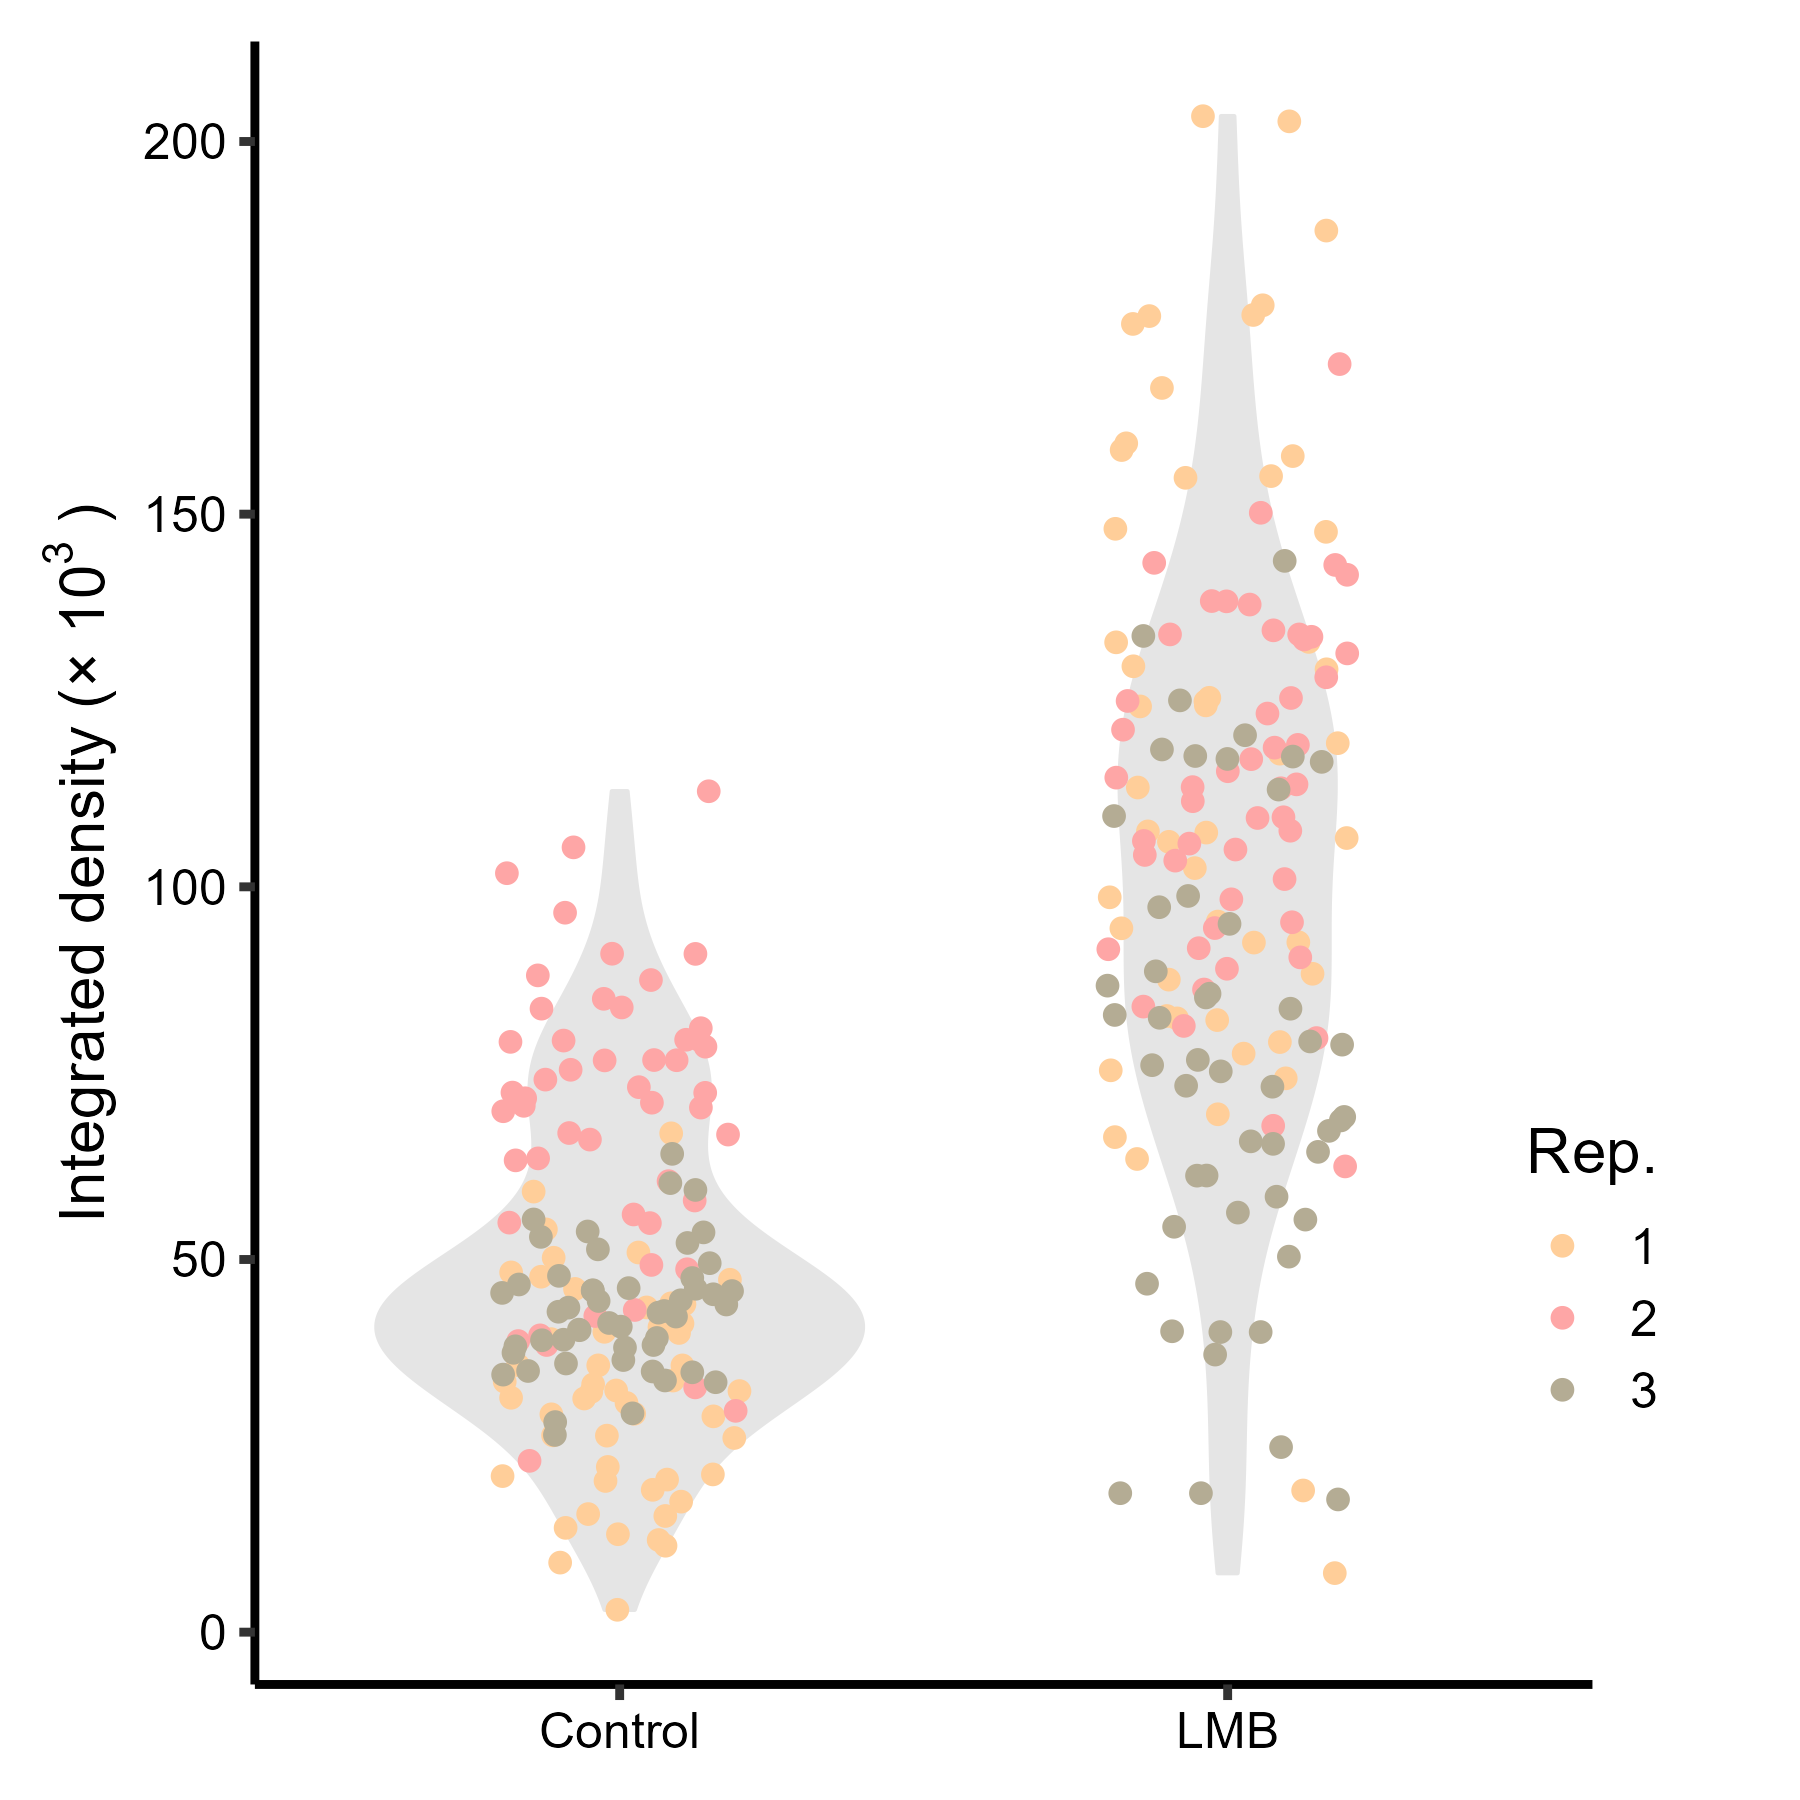 Integrated density (× 10³ )
200
150
100
50
0
Control
LMB
Rep.
1
2
3